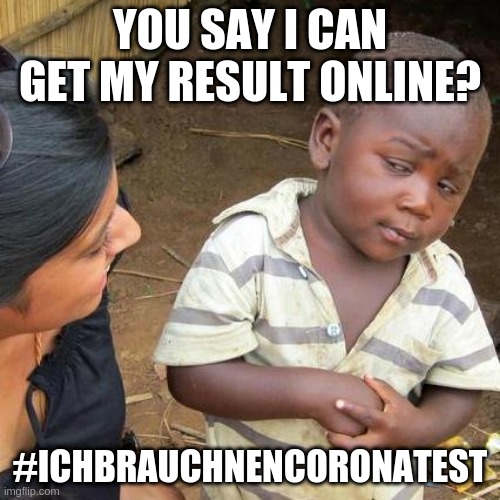 YOU SAY I CAN
GET MY RESULT ONLINE?
#ICHBRAUCHNENCORONATEST
imgflip.com